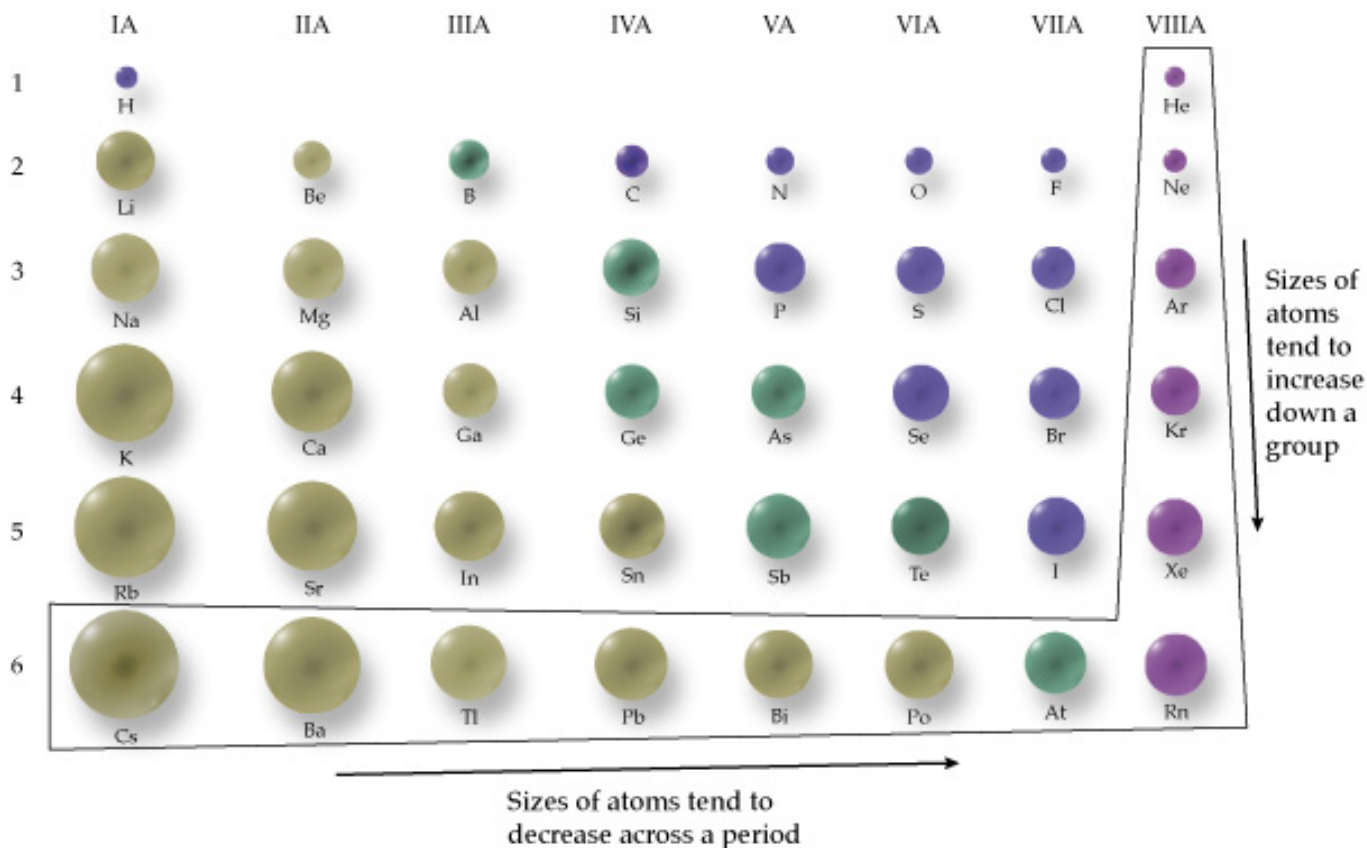 IA IIA IIIA IVA VA VIA VIIA VIIIA
1
H He
2
Li Be B C N O F Ne
3
Na Mg Al Si P S Cl Ar
4
K Ca Ga Ge As Se Br Kr
5
Rb Sr In Sn Sb Te I Xe
6
Cs Ba Tl Pb Bi Po At Rn
Sizes of
atoms
tend to
increase
down a
group
Sizes of atoms tend to
decrease across a period